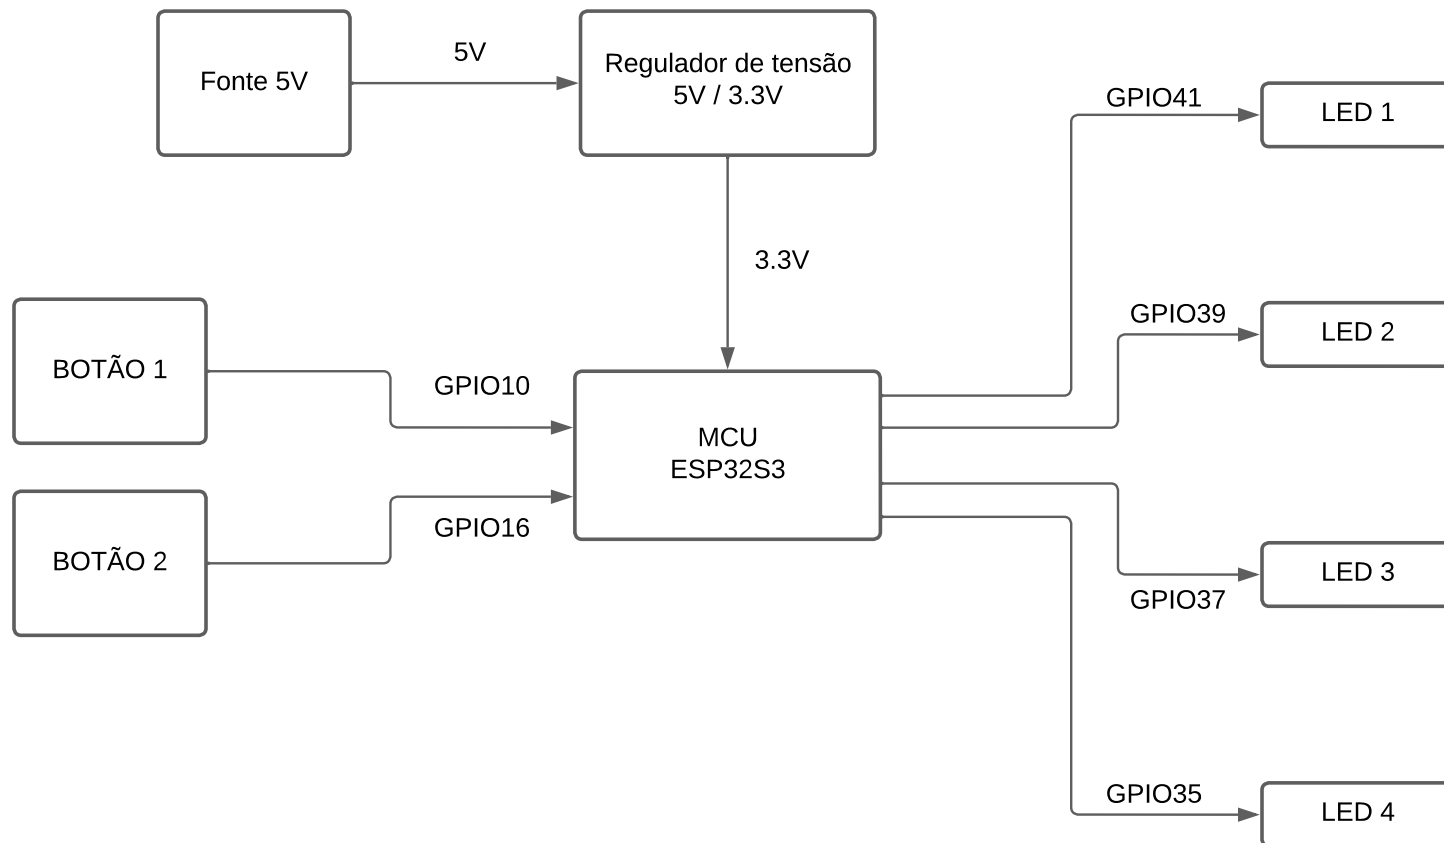 Fonte 5V
5V
Regulador de tensão
5V / 3.3V
3.3V
GPIO41
LED 1
GPIO39
LED 2
BOTÃO 1
GPIO10
MCU
ESP32S3
BOTÃO 2
GPIO16
LED 3
GPIO37
GPIO35
LED 4